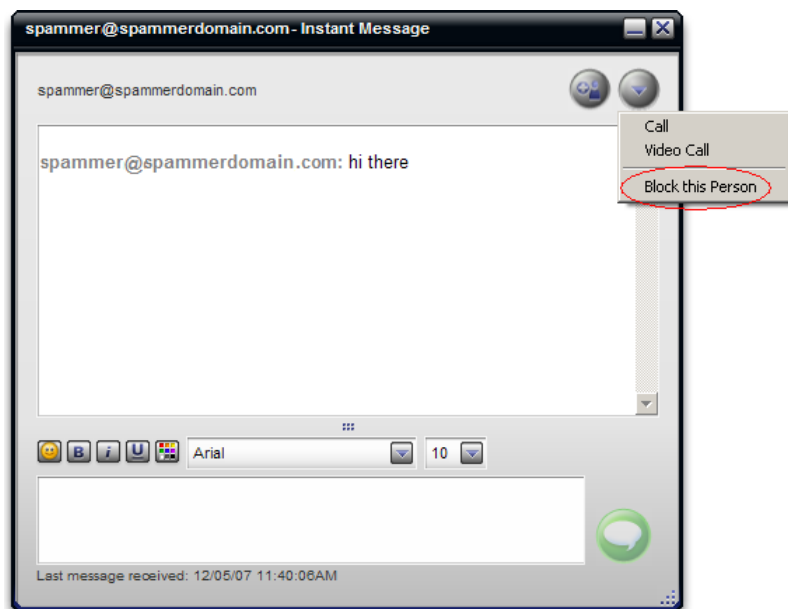 spammer@spammerdomain.com - Instant Message
spammer@spammerdomain.com
Call
Video Call
Block this Person
spammer@spammerdomain.com: hi there
B i U Arial 10
Last message received: 12/05/07 11:40:06AM